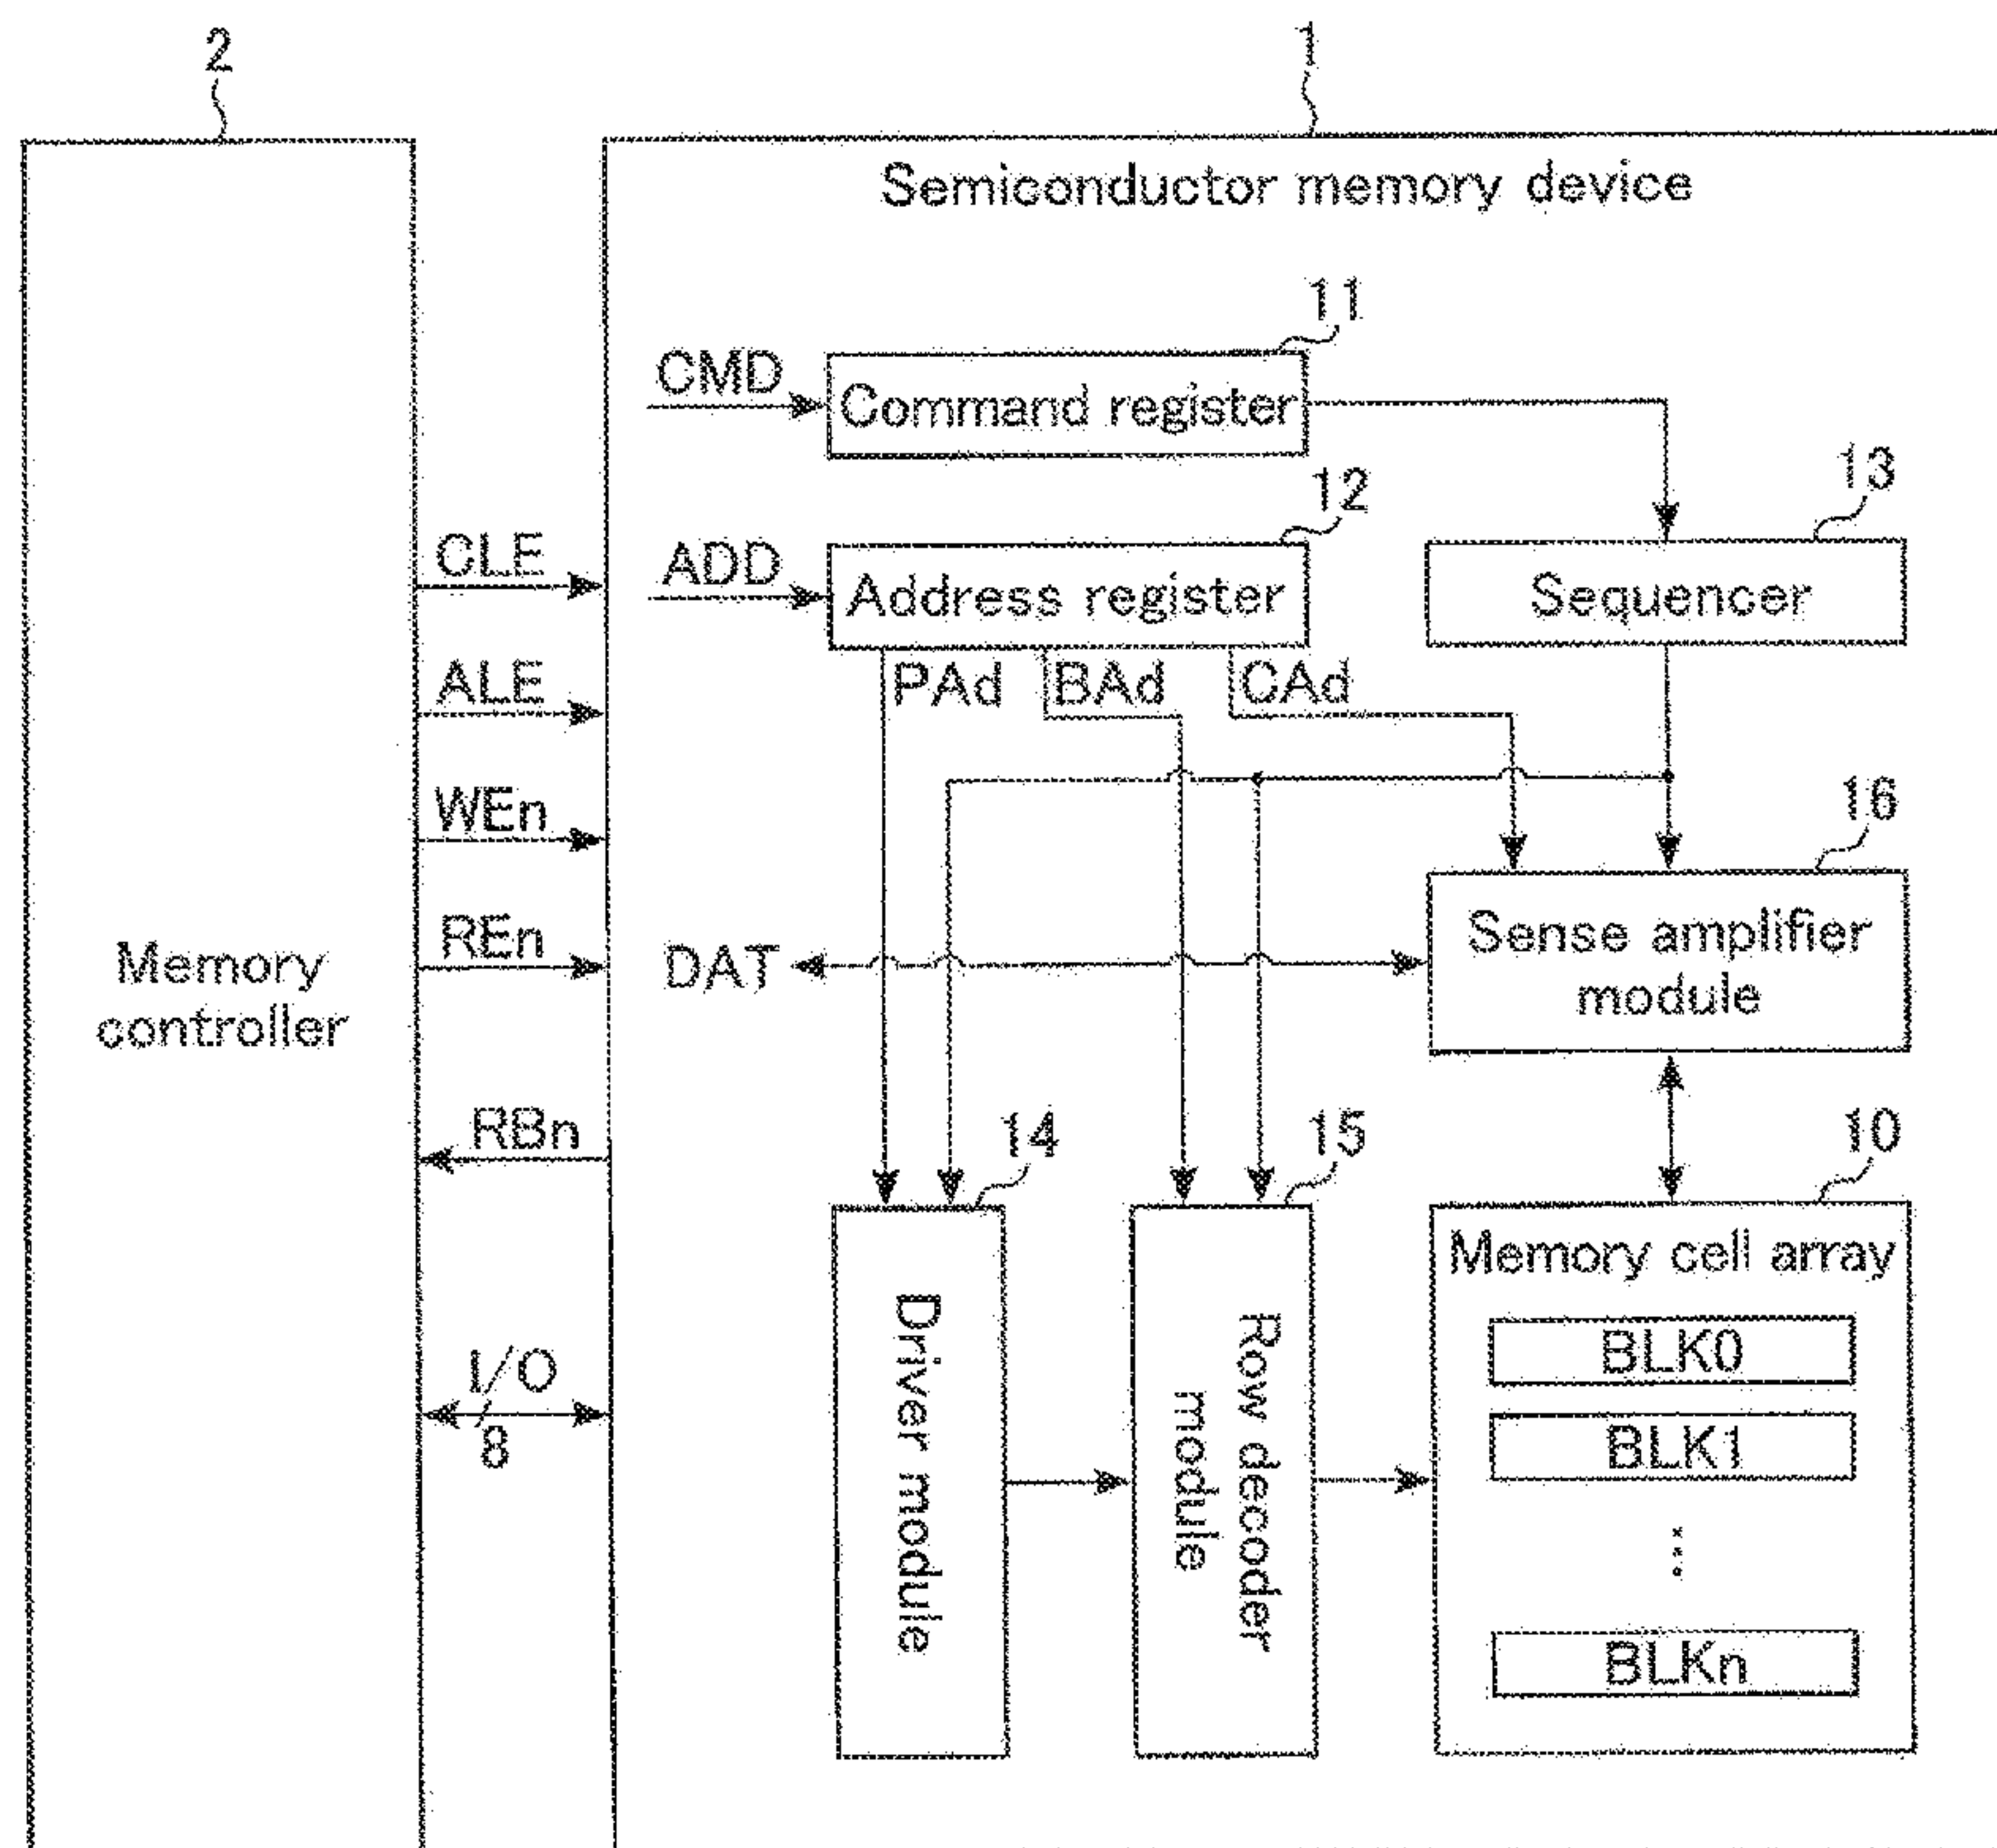 2
1
Semiconductor memory device
11
CMD
Command register
12
13
CLE
ADD
Address register
Sequencer
ALE
PAd
BAd
CAd
WEn
16
REn
DAT
Sense amplifier
module
Memory
controller
RBn
14
15
10
Memory cell array
Driver module
Row decoder
module
BLK0
I/O
8
BLK1
BLKn